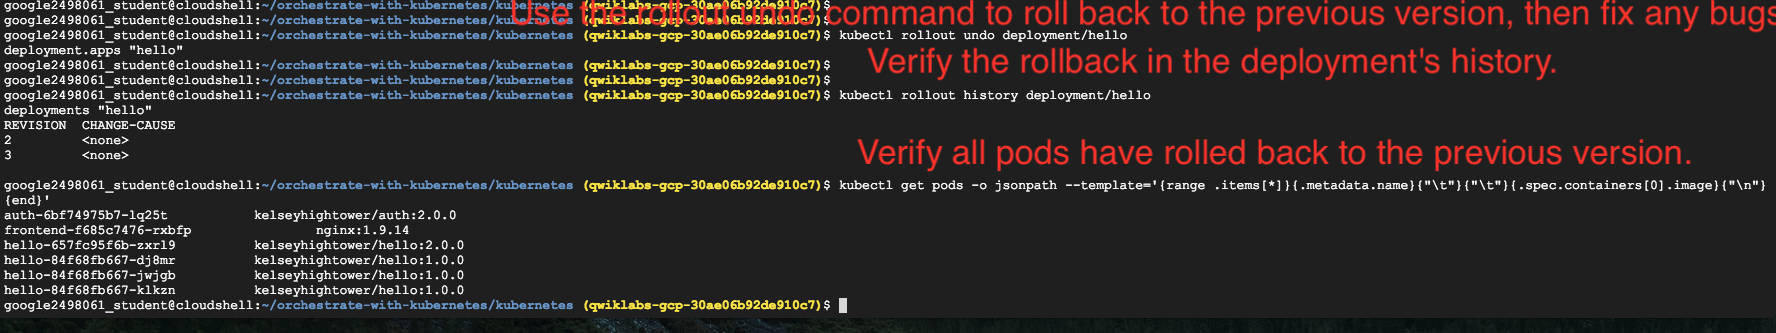 google2498061_student@cloudshell:~/orchestrate-with-kubernetes/kubernetes (qwiklabs-gcp-30ae06b92de910c7)$
Use the rollout undo command to roll back to the previous version, then fix any bugs
google2498061_student@cloudshell:~/orchestrate-with-kubernetes/kubernetes (qwiklabs-gcp-30ae06b92de910c7)$
google2498061_student@cloudshell:~/orchestrate-with-kubernetes/kubernetes (qwiklabs-gcp-30ae06b92de910c7)$ kubectl rollout undo deployment/hello
deployment.apps "hello"
Verify the rollback in the deployment's history.
google2498061_student@cloudshell:~/orchestrate-with-kubernetes/kubernetes (qwiklabs-gcp-30ae06b92de910c7)$
google2498061_student@cloudshell:~/orchestrate-with-kubernetes/kubernetes (qwiklabs-gcp-30ae06b92de910c7)$
google2498061_student@cloudshell:~/orchestrate-with-kubernetes/kubernetes (qwiklabs-gcp-30ae06b92de910c7)$ kubectl rollout history deployment/hello
deployments "hello"
REVISION CHANGE-CAUSE
2 <none>
3 <none>
Verify all pods have rolled back to the previous version.
google2498061_student@cloudshell:~/orchestrate-with-kubernetes/kubernetes (qwiklabs-gcp-30ae06b92de910c7)$ kubectl get pods -o jsonpath --template='{range .items[*]}{.metadata.name}{"\t"}{"\t"}{.spec.containers[0].image}{"\n"}
{end}'
auth-6bf74975b7-lq25t kelseyhightower/auth:2.0.0
frontend-f685c7476-rxbfp nginx:1.9.14
hello-657fc95f6b-zxrl9 kelseyhightower/hello:2.0.0
hello-84f68fb667-dj8mr kelseyhightower/hello:1.0.0
hello-84f68fb667-jwjgb kelseyhightower/hello:1.0.0
hello-84f68fb667-klkzn kelseyhightower/hello:1.0.0
google2498061_student@cloudshell:~/orchestrate-with-kubernetes/kubernetes (qwiklabs-gcp-30ae06b92de910c7)$